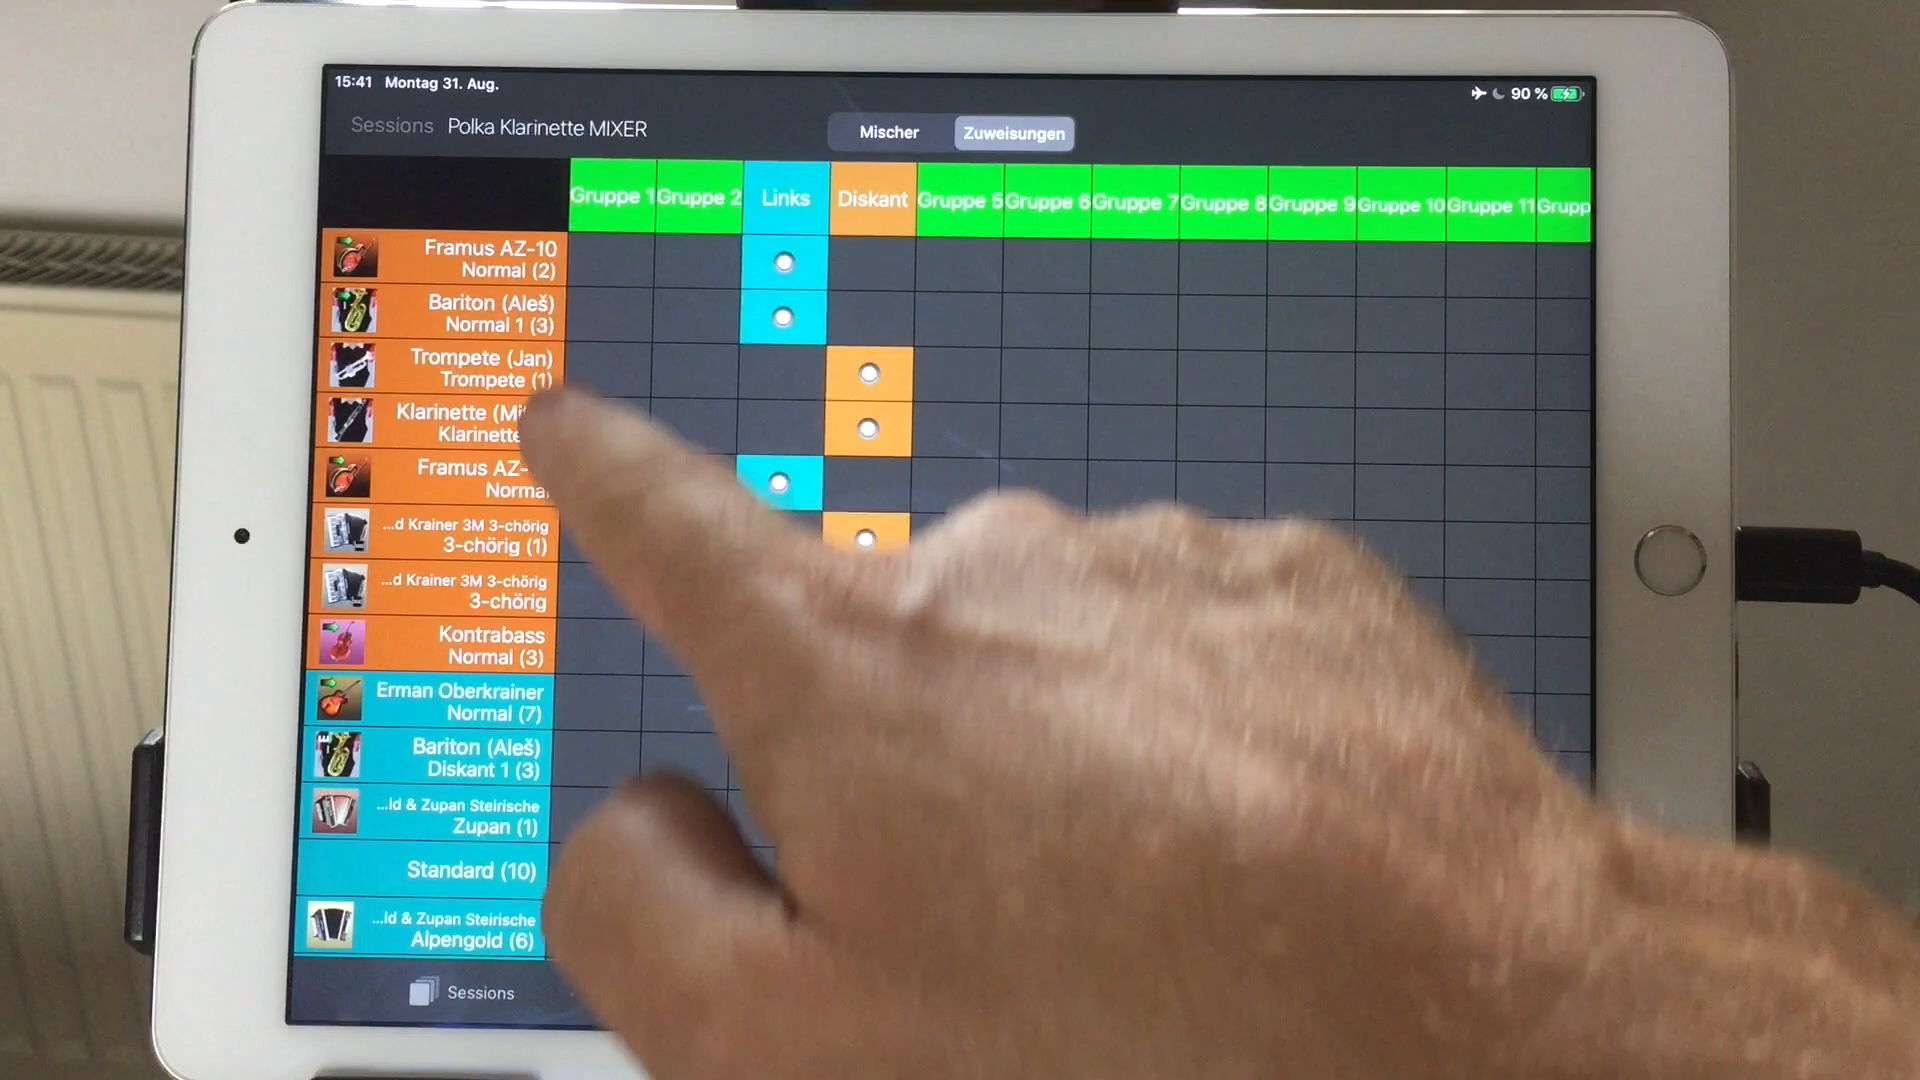 15:41 Montag 31. Aug.
90 %
Sessions Polka Klarinette MIXER
Mischer Zuweisungen
Gruppe 1 Gruppe 2 Links Diskant Gruppe 5 Gruppe 6 Gruppe 7 Gruppe 8 Gruppe 9 Gruppe 10 Gruppe 11 Grupp
Framus AZ-10
Normal (2)
Bariton (Aleš)
Normal 1 (3)
Trompete (Jan)
Trompete (1)
Klarinette (Mi
Klarinette
Framus AZ-
Normal
...d Krainer 3M 3-chörig
3-chörig (1)
...d Krainer 3M 3-chörig
3-chörig
Kontrabass
Normal (3)
Erman Oberkrainer
Normal (7)
Bariton (Aleš)
Diskant 1 (3)
...ld & Zupan Steirische
Zupan (1)
Standard (10)
...ld & Zupan Steirische
Alpengold (6)
Sessions